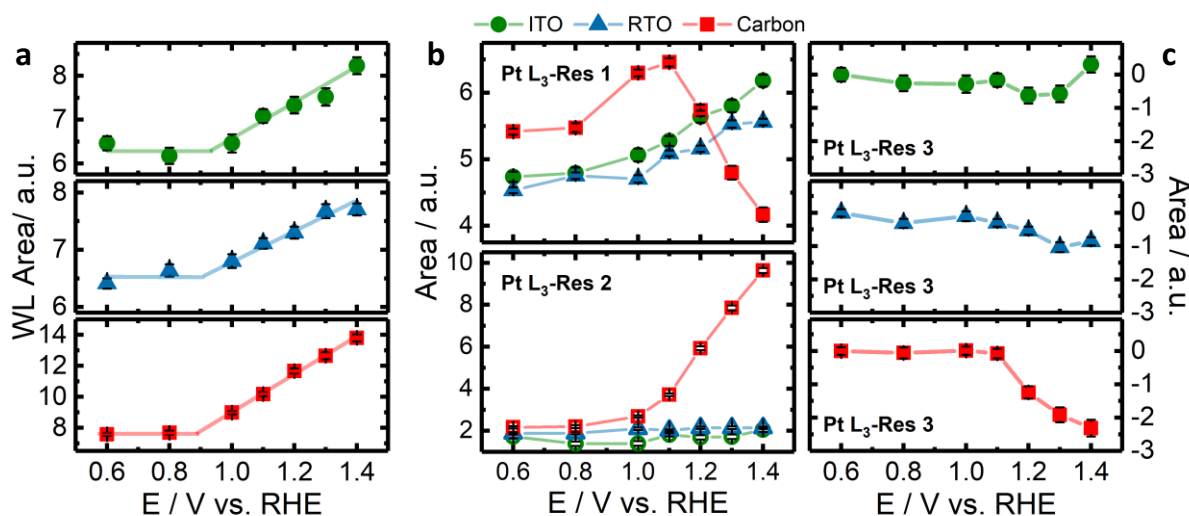 ITO RTO Carbon
a
WL Area/ a.u.
8
7
6
8
7
6
14
12
10
8
0.6 0.8 1.0 1.2 1.4
E / V vs. RHE
b
Area / a.u.
Pt L3-Res 1
6
5
4
Pt L3-Res 2
10
8
6
4
2
0.6 0.8 1.0 1.2 1.4
E / V vs. RHE
c
Area / a.u.
Pt L3-Res 3
0
-1
-2
-3
Pt L3-Res 3
0
-1
-2
-3
Pt L3-Res 3
0
-1
-2
-3
0.6 0.8 1.0 1.2 1.4
E / V vs. RHE